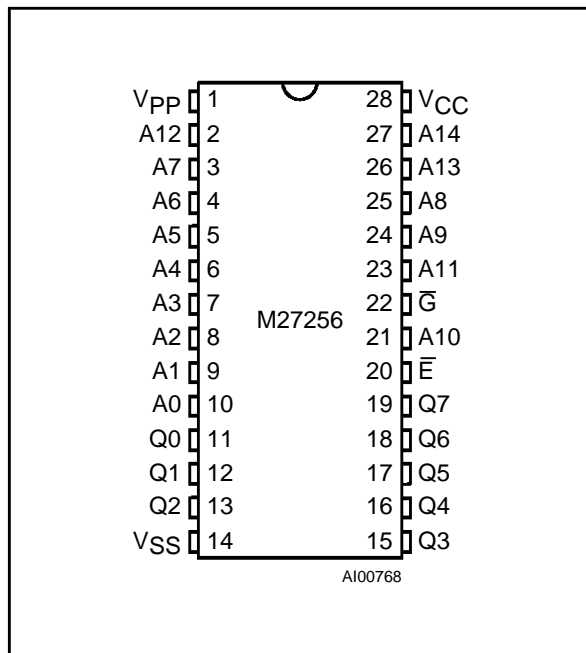 VPP 1 28 VCC
A12 2 27 A14
A7 3 26 A13
A6 4 25 A8
A5 5 24 A9
A4 6 23 A11
A3 7 22 G̅
M27256
A2 8 21 A10
A1 9 20 E̅
A0 10 19 Q7
Q0 11 18 Q6
Q1 12 17 Q5
Q2 13 16 Q4
VSS 14 15 Q3
AI00768